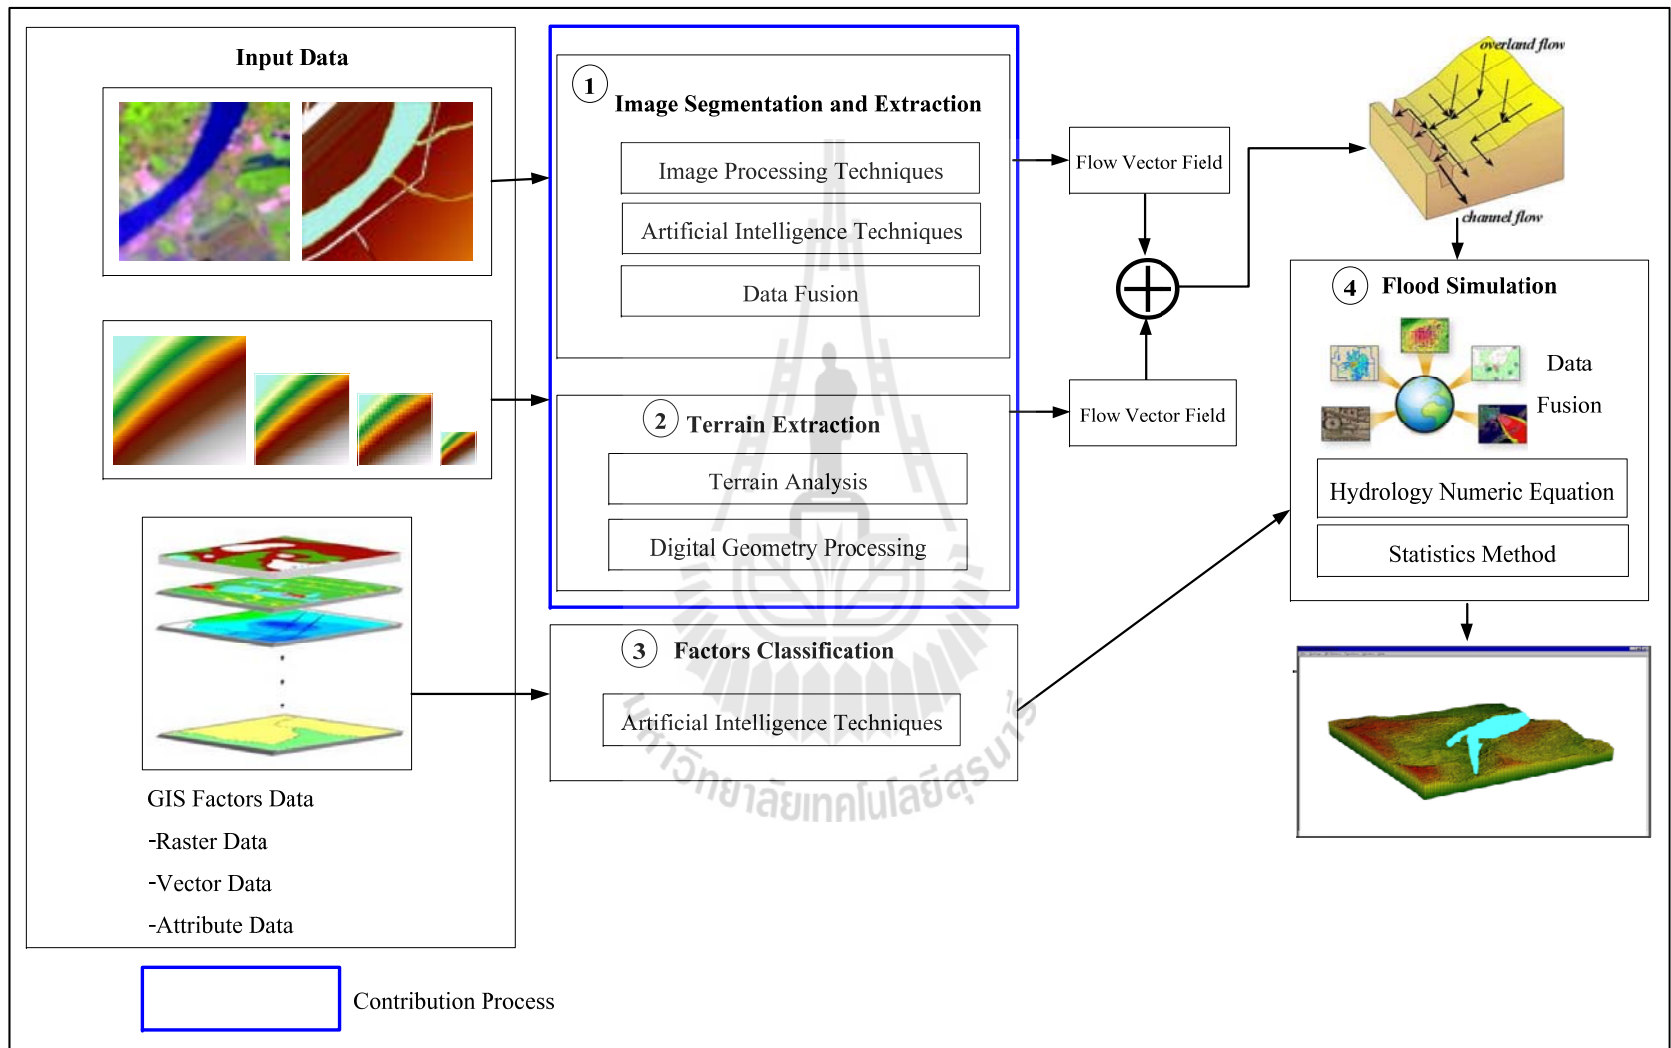 Input Data
1
Image Segmentation and Extraction
Image Processing Techniques
Artificial Intelligence Techniques
Data Fusion
2
Terrain Extraction
Terrain Analysis
Digital Geometry Processing
3
Factors Classification
Artificial Intelligence Techniques
GIS Factors Data
-Raster Data
-Vector Data
-Attribute Data
Contribution Process
Flow Vector Field
Flow Vector Field
overland flow
channel flow
4
Flood Simulation
Data
Fusion
Hydrology Numeric Equation
Statistics Method
มหาวิทยาลัยเทคโนโลยีสุรนารี